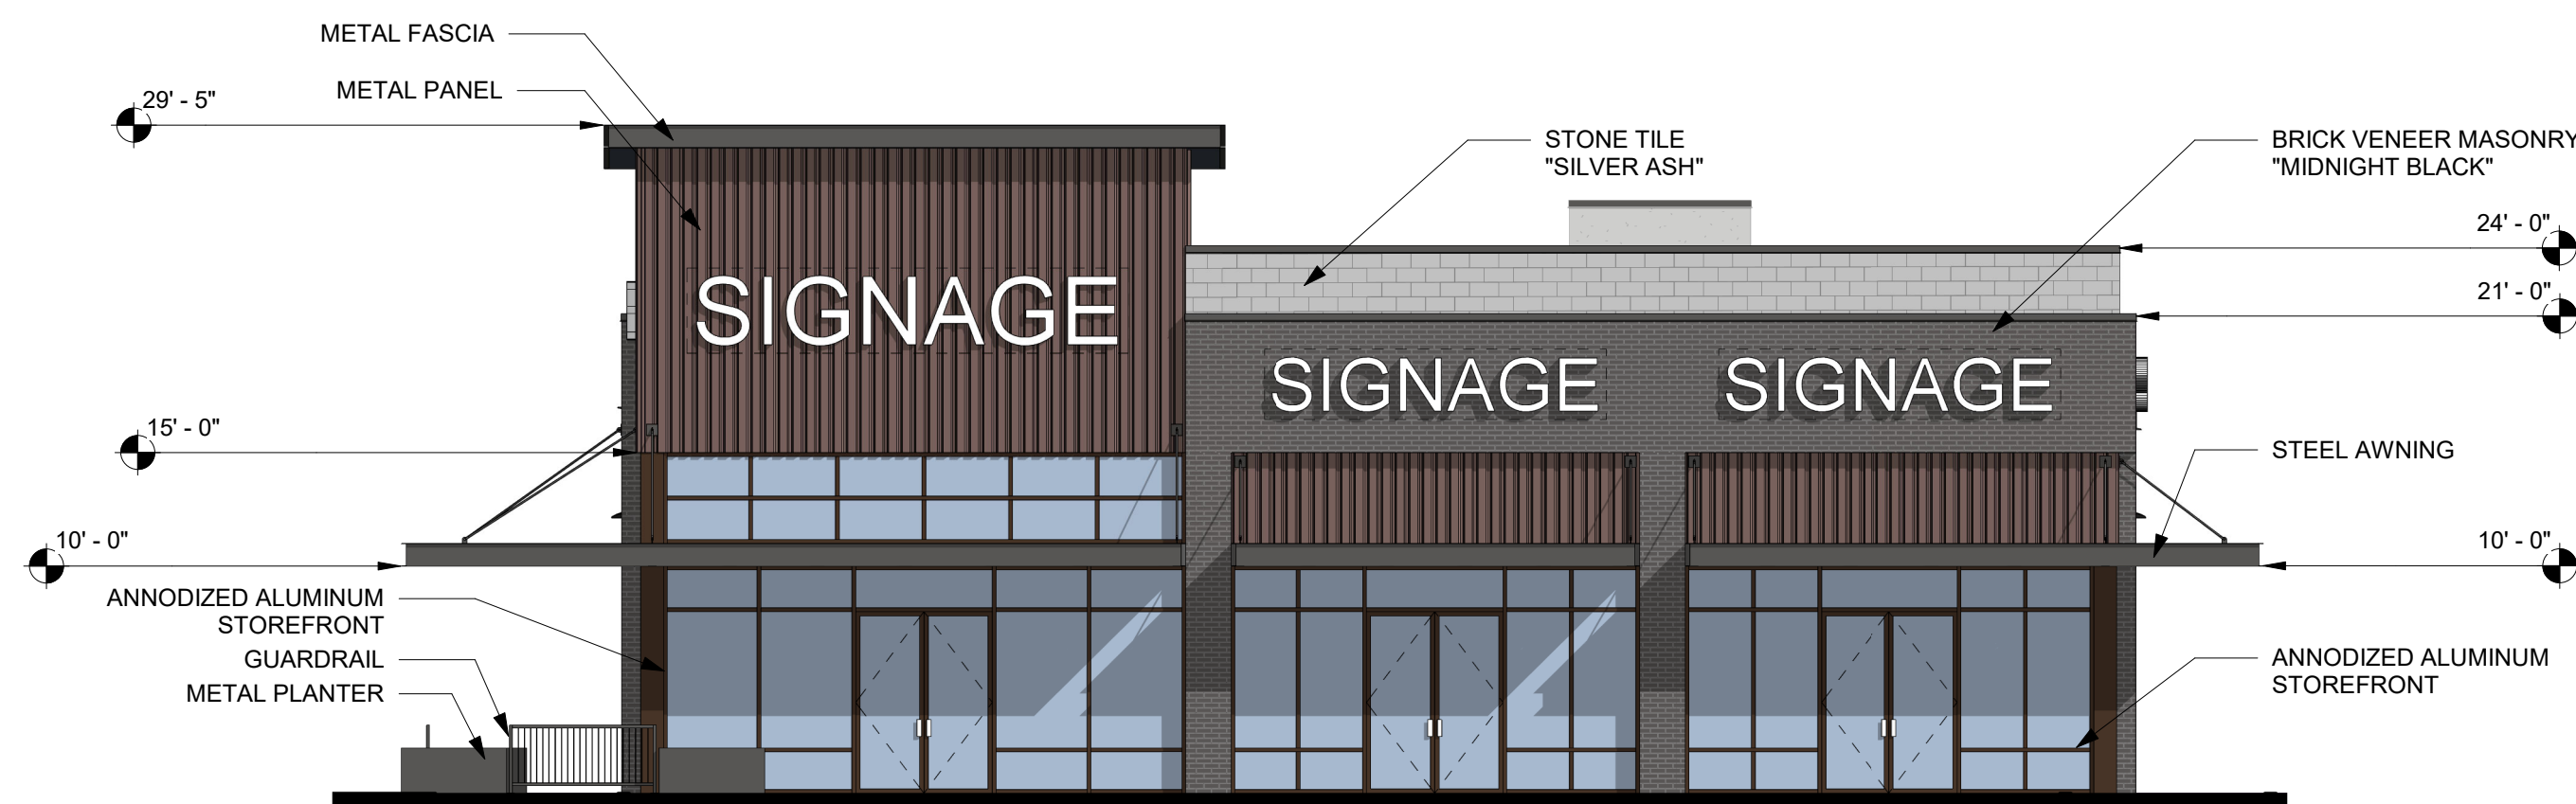 METAL FASCIA
METAL PANEL
29' - 5"
STONE TILE
"SILVER ASH"
BRICK VENEER MASONRY
"MIDNIGHT BLACK"
24' - 0"
21' - 0"
SIGNAGE
SIGNAGE
SIGNAGE
15' - 0"
STEEL AWNING
10' - 0"
10' - 0"
ANNODIZED ALUMINUM
STOREFRONT
GUARDRAIL
METAL PLANTER
ANNODIZED ALUMINUM
STOREFRONT